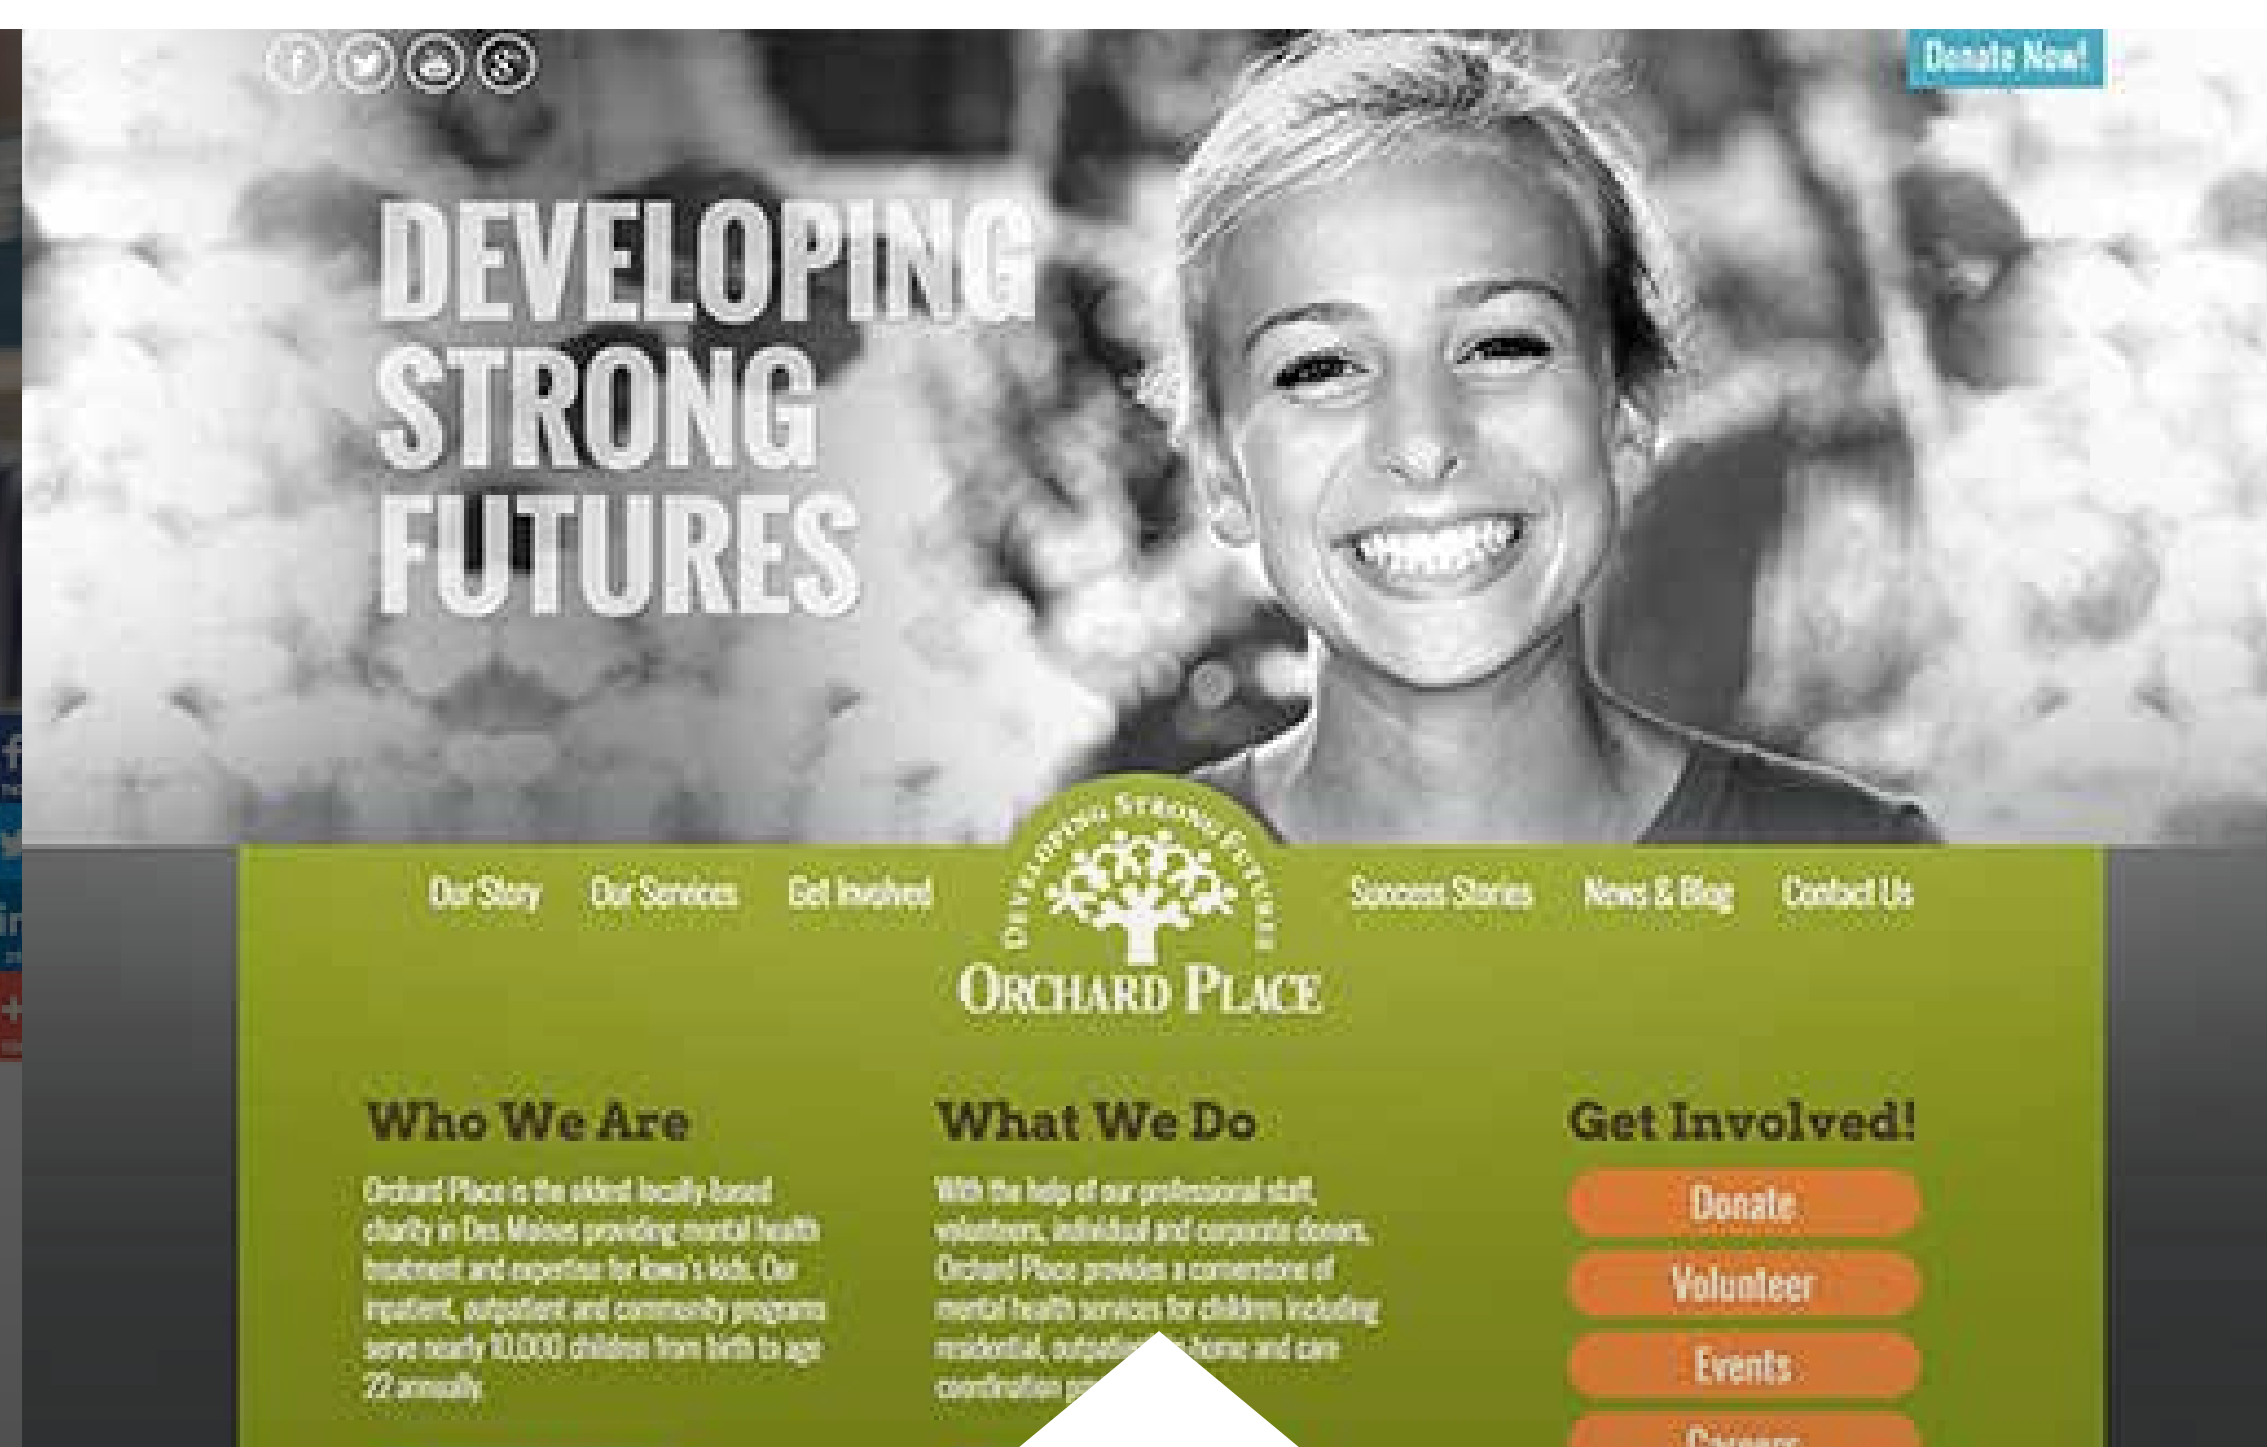 Donate Now!
DEVELOPING
STRONG
FUTURES
DEVELOPING STRONG FUTURES
Our Story Our Services Get Involved
ORCHARD PLACE
Success Stories News & Blog Contact Us
Who We Are
Orchard Place is the oldest locally-based
charity in Des Moines providing mental health
treatment and expertise for Iowa's kids. Our
inpatient, outpatient and community programs
serve nearly 10,000 children from birth to age
22 annually.
What We Do
With the help of our professional staff,
volunteers, individual and corporate donors,
Orchard Place provides a cornerstone of
mental health services for children including
residential, home and care
coordination
Get Involved!
Donate
Volunteer
Events
Careers